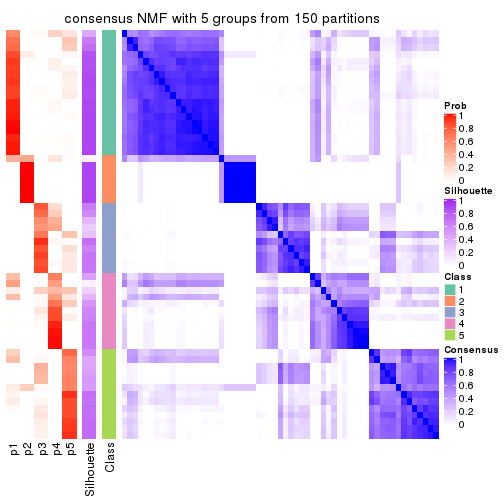 consensus NMF with 5 groups from 150 partitions
Prob
1
0.8
0.6
0.4
0.2
0
Silhouette
1
0.8
0.6
0.4
0.2
0
Class
1
2
3
4
5
Consensus
1
0.8
0.6
0.4
0.2
0
p1
p2
p3
p4
p5
Silhouette
Class